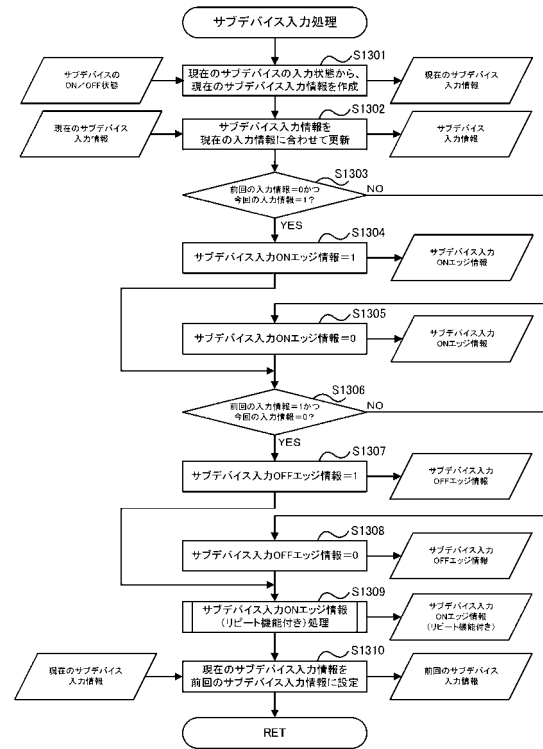 サブデバイス入力処理
S1301
サブデバイスの
ON/OFF状態
現在のサブデバイスの入力状態から、
現在のサブデバイス入力情報を作成
現在のサブデバイス
入力情報
S1302
現在のサブデバイス
入力情報
サブデバイス入力情報を
現在の入力情報に合わせて更新
サブデバイス
入力情報
S1303
前回の入力情報=0かつ
今回の入力情報=1?
NO
YES
S1304
サブデバイス入力ONエッジ情報=1
サブデバイス入力
ONエッジ情報
S1305
サブデバイス入力ONエッジ情報=0
サブデバイス入力
ONエッジ情報
S1306
前回の入力情報=1かつ
今回の入力情報=0?
NO
YES
S1307
サブデバイス入力OFFエッジ情報=1
サブデバイス入力
OFFエッジ情報
S1308
サブデバイス入力OFFエッジ情報=0
サブデバイス入力
OFFエッジ情報
S1309
サブデバイス入力ONエッジ情報
(リピート機能付き)処理
サブデバイス入力
ONエッジ情報
(リピート機能付き)
S1310
現在のサブデバイス
入力情報
現在のサブデバイス入力情報を
前回のサブデバイス入力情報に設定
前回のサブデバイス
入力情報
RET